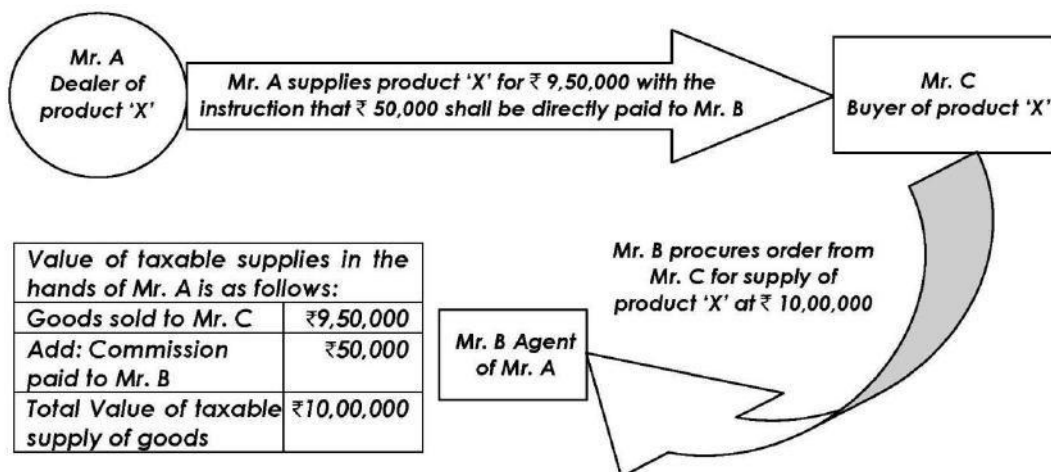 Mr. A
Dealer of
product 'X'
Mr. A supplies product 'X' for ₹ 9,50,000 with the
instruction that ₹ 50,000 shall be directly paid to Mr. B
Mr. C
Buyer of product 'X'
Mr. B procures order from
Mr. C for supply of
product 'X' at ₹ 10,00,000
Value of taxable supplies in the
hands of Mr. A is as follows:
Goods sold to Mr. C ₹9,50,000
Add: Commission ₹50,000
paid to Mr. B
Total Value of taxable ₹10,00,000
supply of goods
Mr. B Agent
of Mr. A